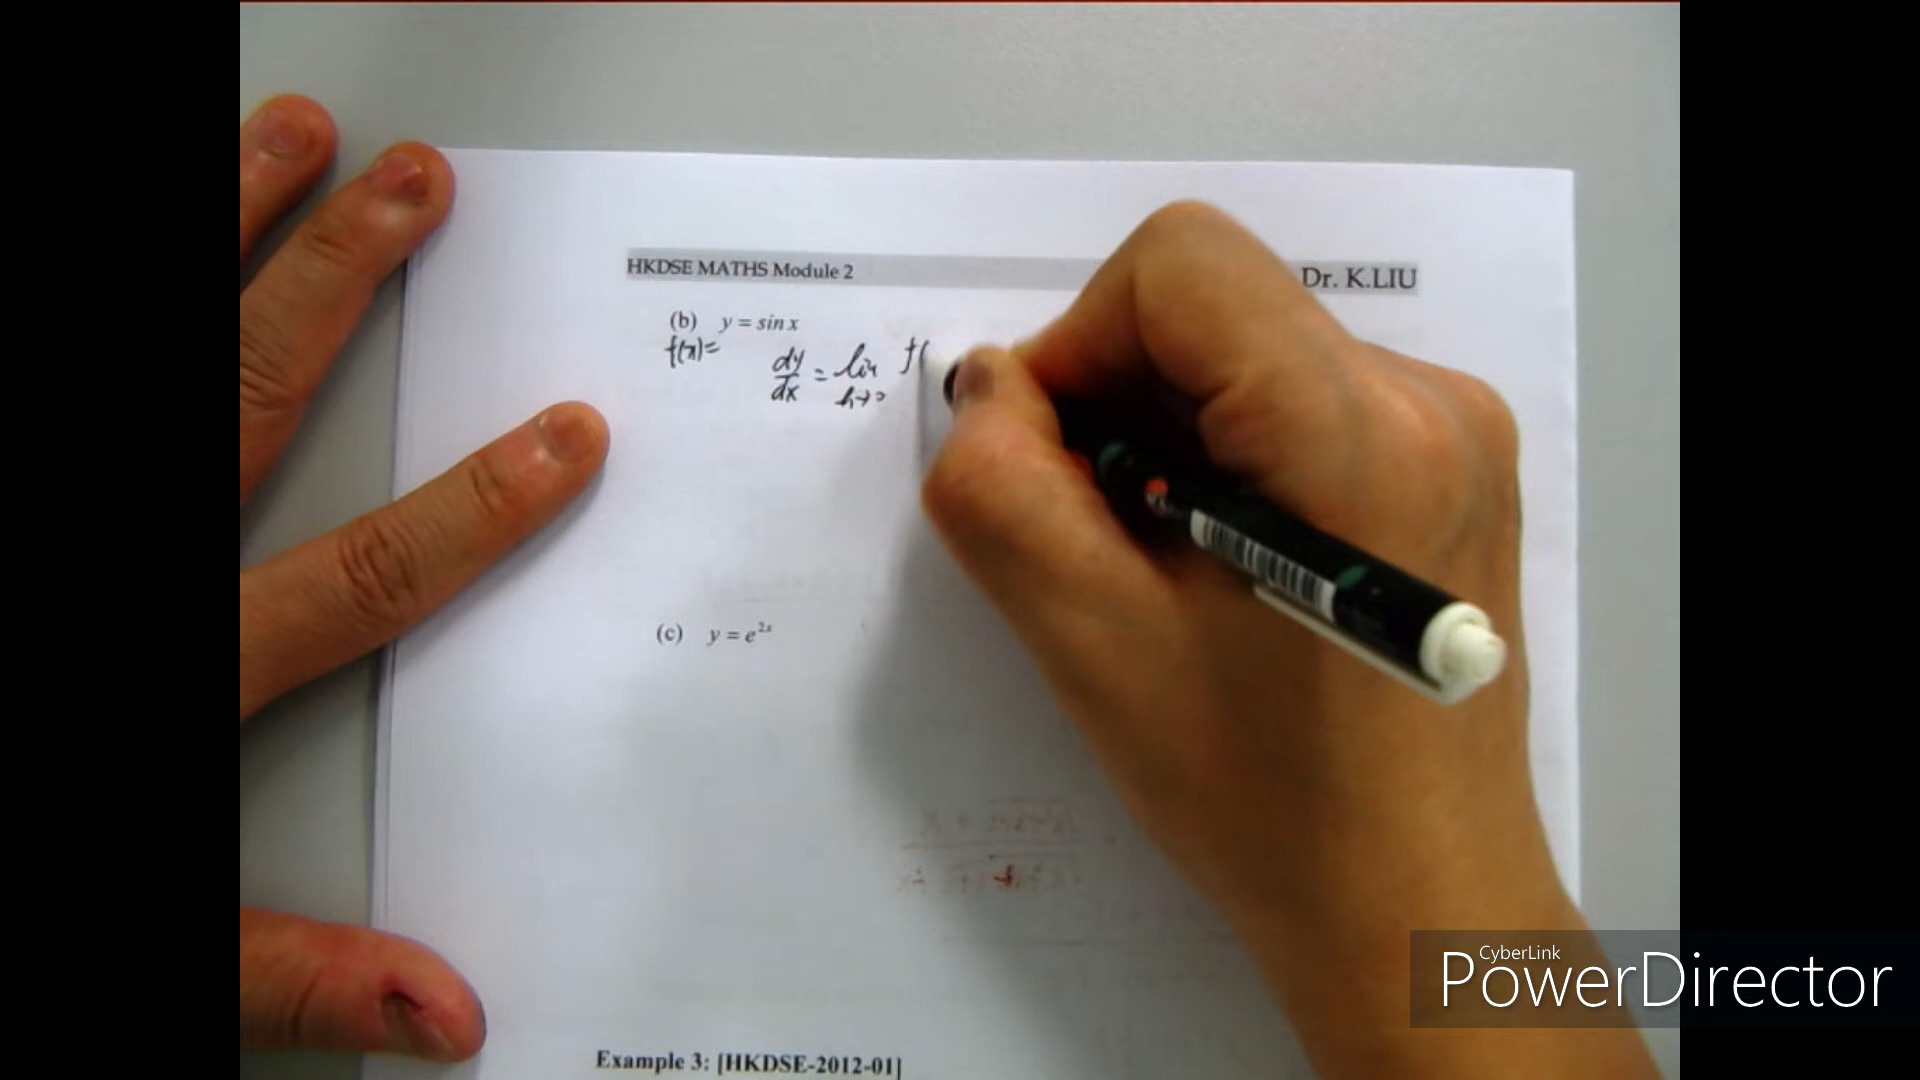 HKDSE MATHS Module 2 Dr. K.LIU
(b) y = sin x
f(x)=
dy/dx = lim h→0 f(
(c) y = e^{2x}
Example 3: [HKDSE-2012-01]
CyberLink
PowerDirector